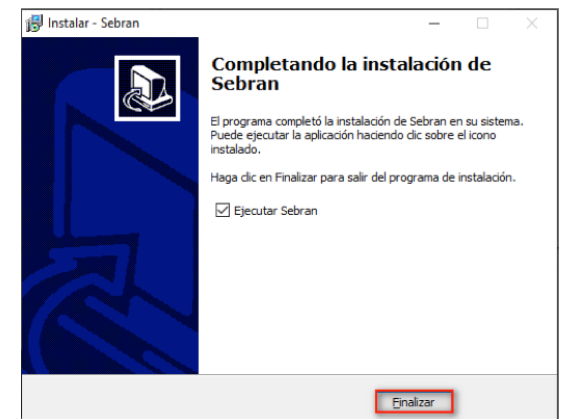 Instalar - Sebran
Completando la instalación de
Sebran
El programa completó la instalación de Sebran en su sistema.
Puede ejecutar la aplicación haciendo clic sobre el icono
instalado.
Haga clic en Finalizar para salir del programa de instalación.
Ejecutar Sebran
Finalizar